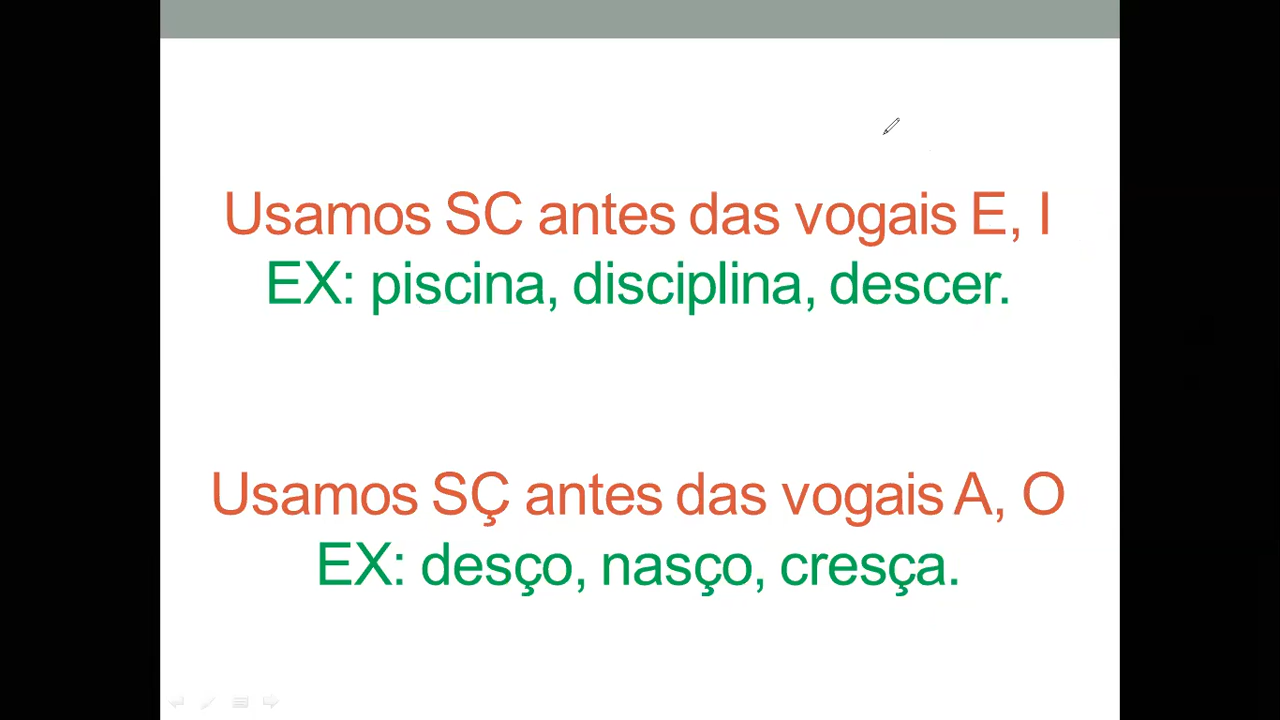 Usamos SC antes das vogais E, I
EX: piscina, disciplina, descer.
Usamos SÇ antes das vogais A, O
EX: desço, nasço, cresça.